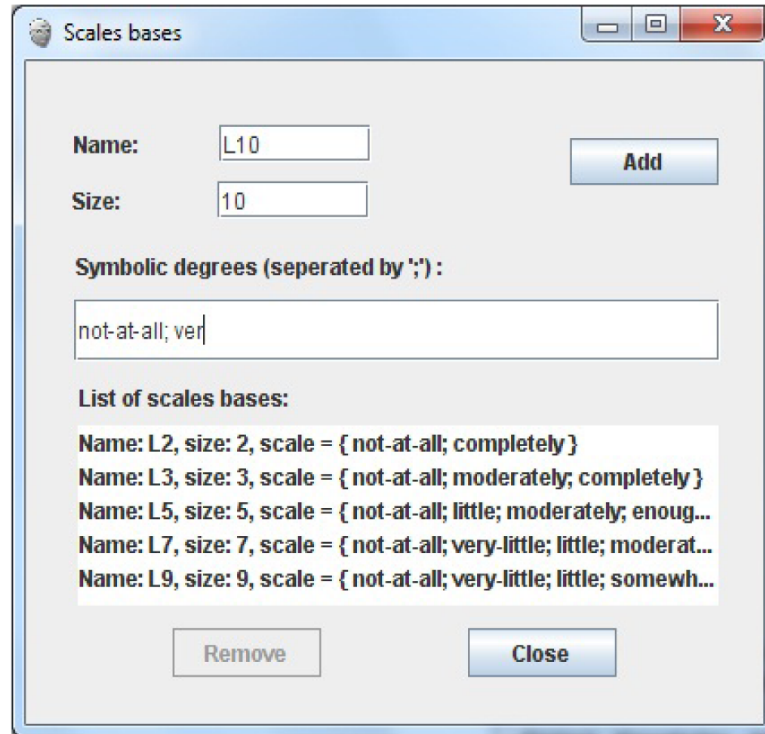 Scales bases
Name: L10
Add
Size: 10
Symbolic degrees (seperated by ';') :
not-at-all; ver
List of scales bases:
Name: L2, size: 2, scale = { not-at-all; completely }
Name: L3, size: 3, scale = { not-at-all; moderately; completely }
Name: L5, size: 5, scale = { not-at-all; little; moderately; enoug...
Name: L7, size: 7, scale = { not-at-all; very-little; little; moderat...
Name: L9, size: 9, scale = { not-at-all; very-little; little; somewh...
Remove Close